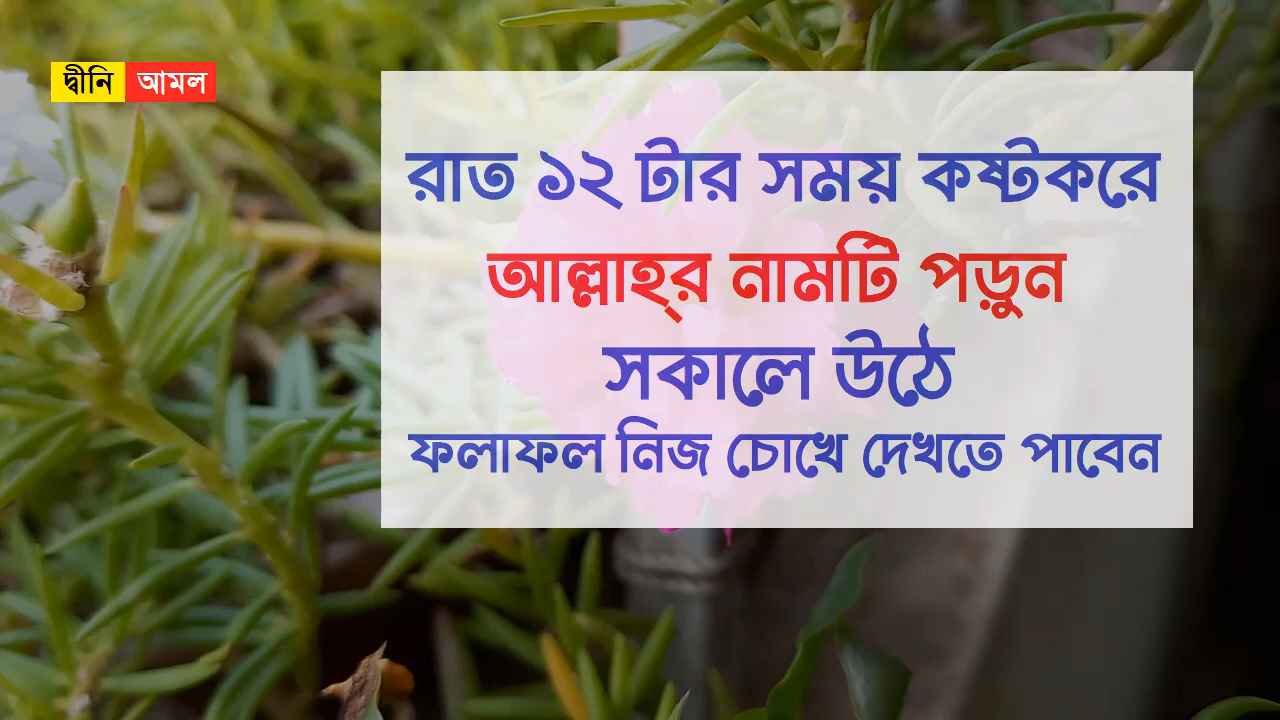 দ্বীনি আমল
রাত ১২ টার সময় কষ্টকরে
আল্লাহ্‌র নামটি পড়ুন
সকালে উঠে
ফলাফল নিজ চোখে দেখতে পাবেন